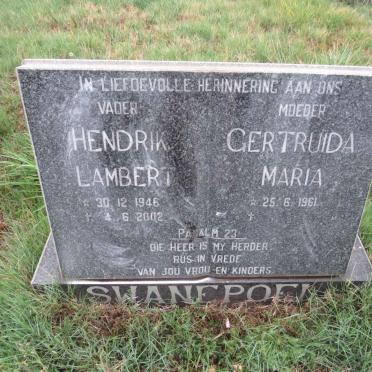 IN LIEFDEVOLLE HERINNERING AAN ONS
VADER MOEDER
HENDRIK GERTRUIDA
LAMBERT MARIA
* 30.12.1946 * 25.6.1961
† 4.6.2002 †
PSALM 23
DIE HEER IS MY HERDER
RUS IN VREDE
VAN JOU VROU EN KINDERS
SWANEPOEL